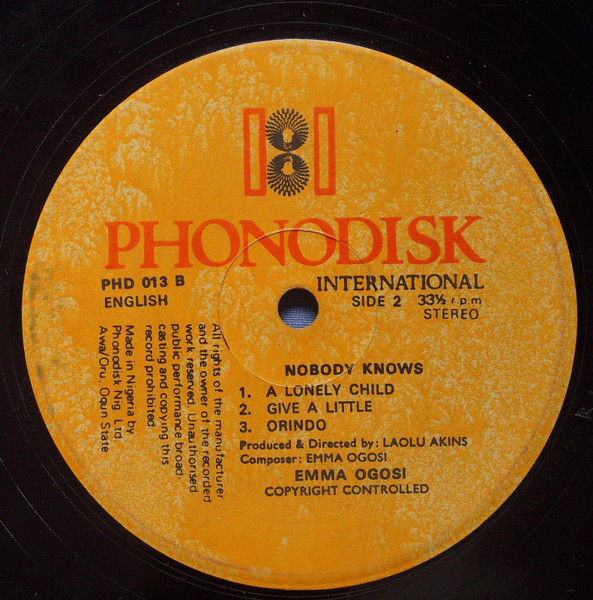 PHONODISK
INTERNATIONAL
PHD 013 B
ENGLISH
SIDE 2 33⅓ r.p.m
STEREO
NOBODY KNOWS
1. A LONELY CHILD
2. GIVE A LITTLE
3. ORINDO
Produced & Directed by: LAOLU AKINS
Composer: EMMA OGOSI
EMMA OGOSI
COPYRIGHT CONTROLLED
All rights of the manufacturer
and the owner of the recorded
work reserved. Unauthorised
public performance broad-
casting and copying this
record prohibited
Made in Nigeria by
Phonodisk Nig. Ltd.
Awa/Oru, Ogun State